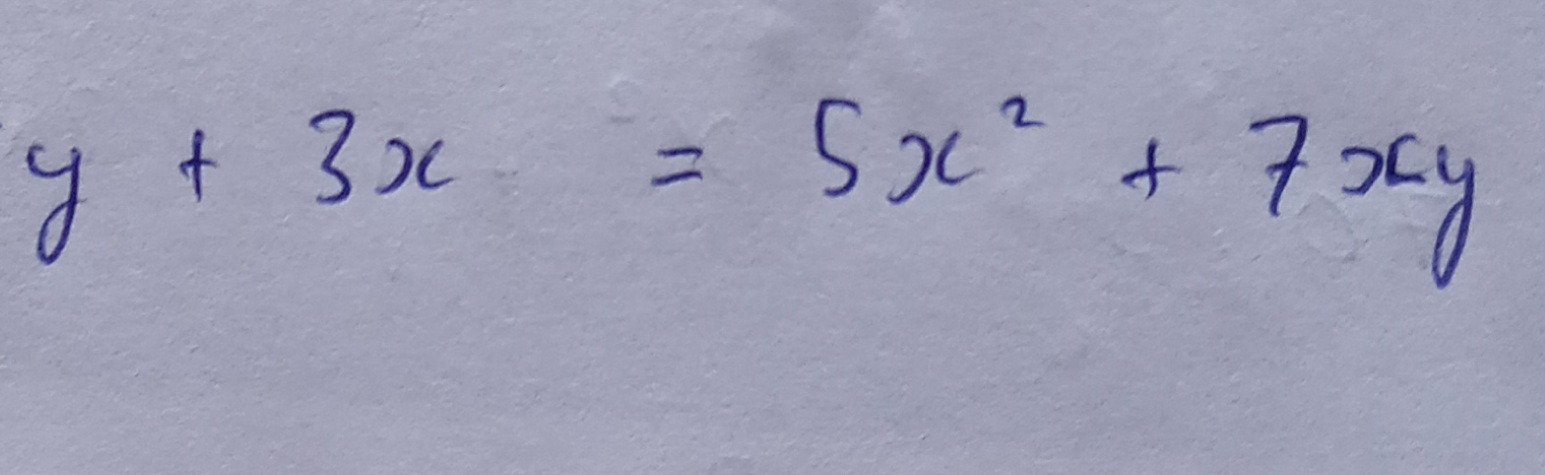 y + 3x = 5x² + 7xy